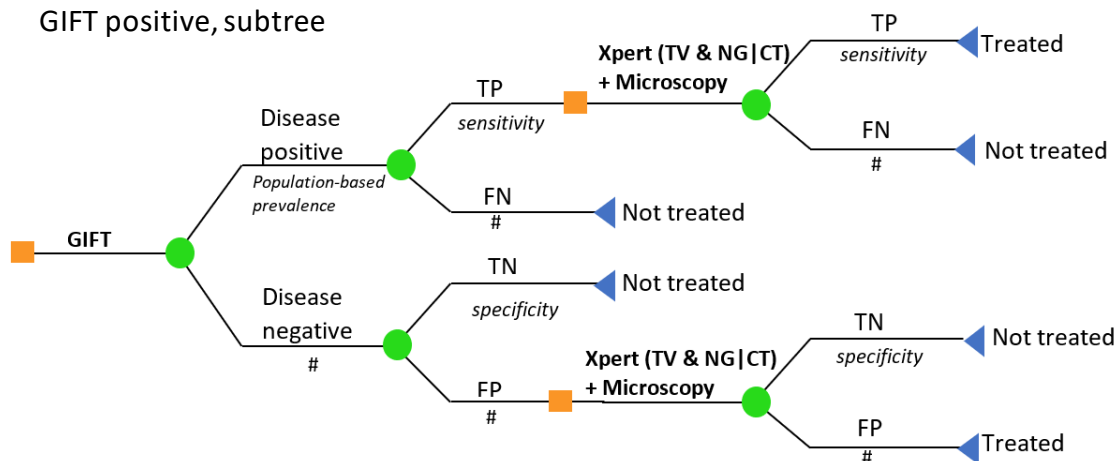 GIFT positive, subtree
GIFT
Disease
positive
Population-based
prevalence
TP
sensitivity
Xpert (TV & NG|CT)
+ Microscopy
TP
sensitivity
Treated
FN
#
Not treated
FN
#
Not treated
Disease
negative
#
TN
specificity
Not treated
FP
#
Xpert (TV & NG|CT)
+ Microscopy
TN
specificity
Not treated
FP
#
Treated